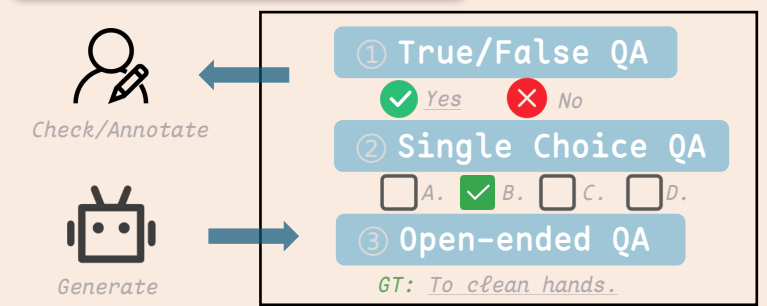 ① True/False QA
Yes No
Check/Annotate
② Single Choice QA
A. B. C. D.
③ Open-ended QA
Generate
GT: To clean hands.